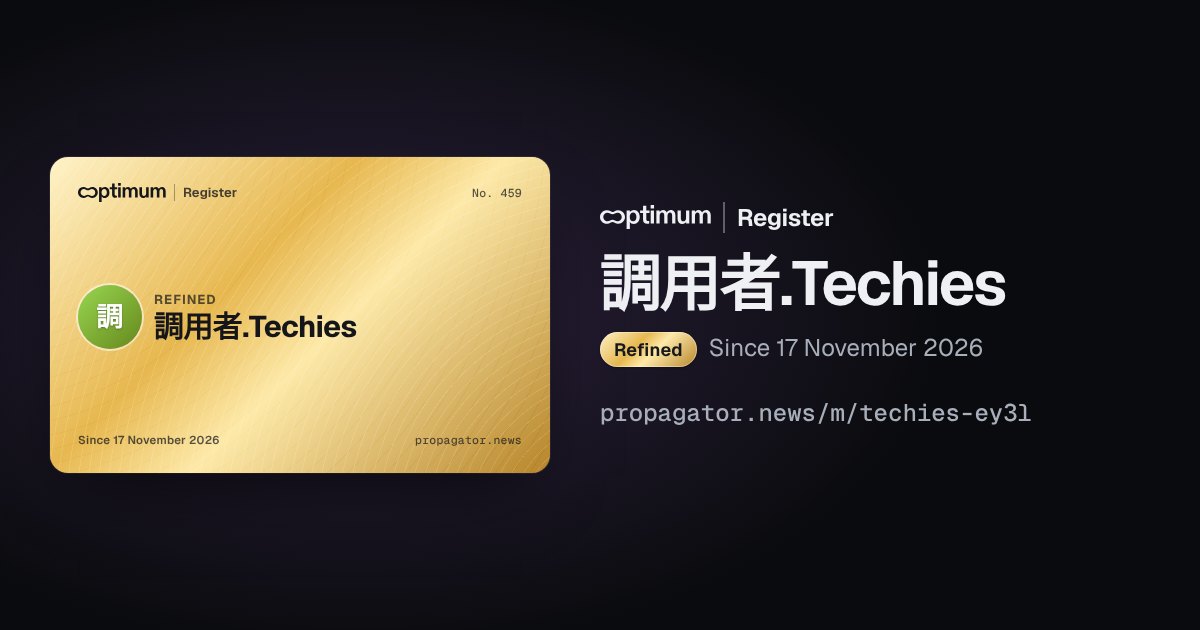 optimum | Register
No. 459
調
REFINED
調用者.Techies
Since 17 November 2026
propagator.news
optimum | Register
調用者.Techies
Refined Since 17 November 2026
propagator.news/m/techies-ey3l